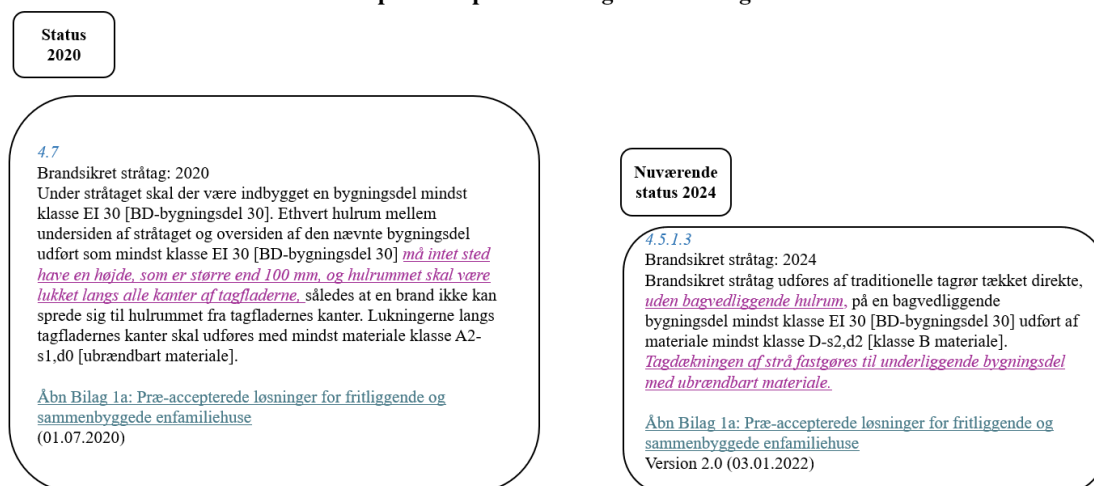 Status
2020
4.7
Brandsikret stråtag: 2020
Under stråtaget skal der være indbygget en bygningsdel mindst
klasse EI 30 [BD-bygningsdel 30]. Ethvert hulrum mellem
undersiden af stråtaget og oversiden af den nævnte bygningsdel
udført som mindst klasse EI 30 [BD-bygningsdel 30] må intet sted
have en højde, som er større end 100 mm, og hulrummet skal være
lukket langs alle kanter af tagfladerne, således at en brand ikke kan
sprede sig til hulrummet fra tagfladernes kanter. Lukningerne langs
tagfladernes kanter skal udføres med mindst materiale klasse A2-
s1,d0 [ubrændbart materiale].
Åbn Bilag 1a: Præ-accepterede løsninger for fritliggende og
sammenbyggede enfamiliehuse
(01.07.2020)
Nuværende
status 2024
4.5.1.3
Brandsikret stråtag: 2024
Brandsikret stråtag udføres af traditionelle tagrør tækket direkte,
uden bagvedliggende hulrum, på en bagvedliggende
bygningsdel mindst klasse EI 30 [BD-bygningsdel 30] udført af
materiale mindst klasse D-s2,d2 [klasse B materiale].
Tagdækningen af strå fastgøres til underliggende bygningsdel
med ubrændbart materiale.
Åbn Bilag 1a: Præ-accepterede løsninger for fritliggende og
sammenbyggede enfamiliehuse
Version 2.0 (03.01.2022)